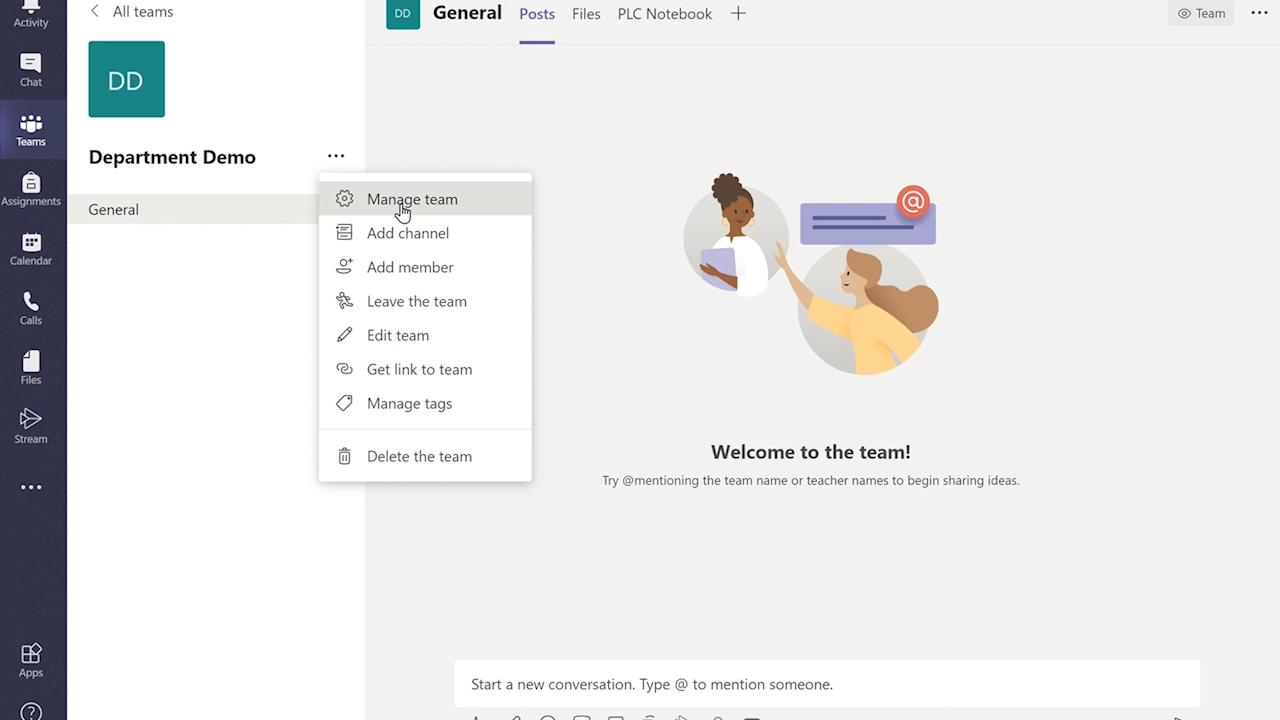 Activity
Chat
Teams
Assignments
Calendar
Calls
Files
Stream
Apps
All teams
DD
Department Demo
General
Manage team
Add channel
Add member
Leave the team
Edit team
Get link to team
Manage tags
Delete the team
DD General Posts Files PLC Notebook Team
@
Welcome to the team!
Try @mentioning the team name or teacher names to begin sharing ideas.
Start a new conversation. Type @ to mention someone.